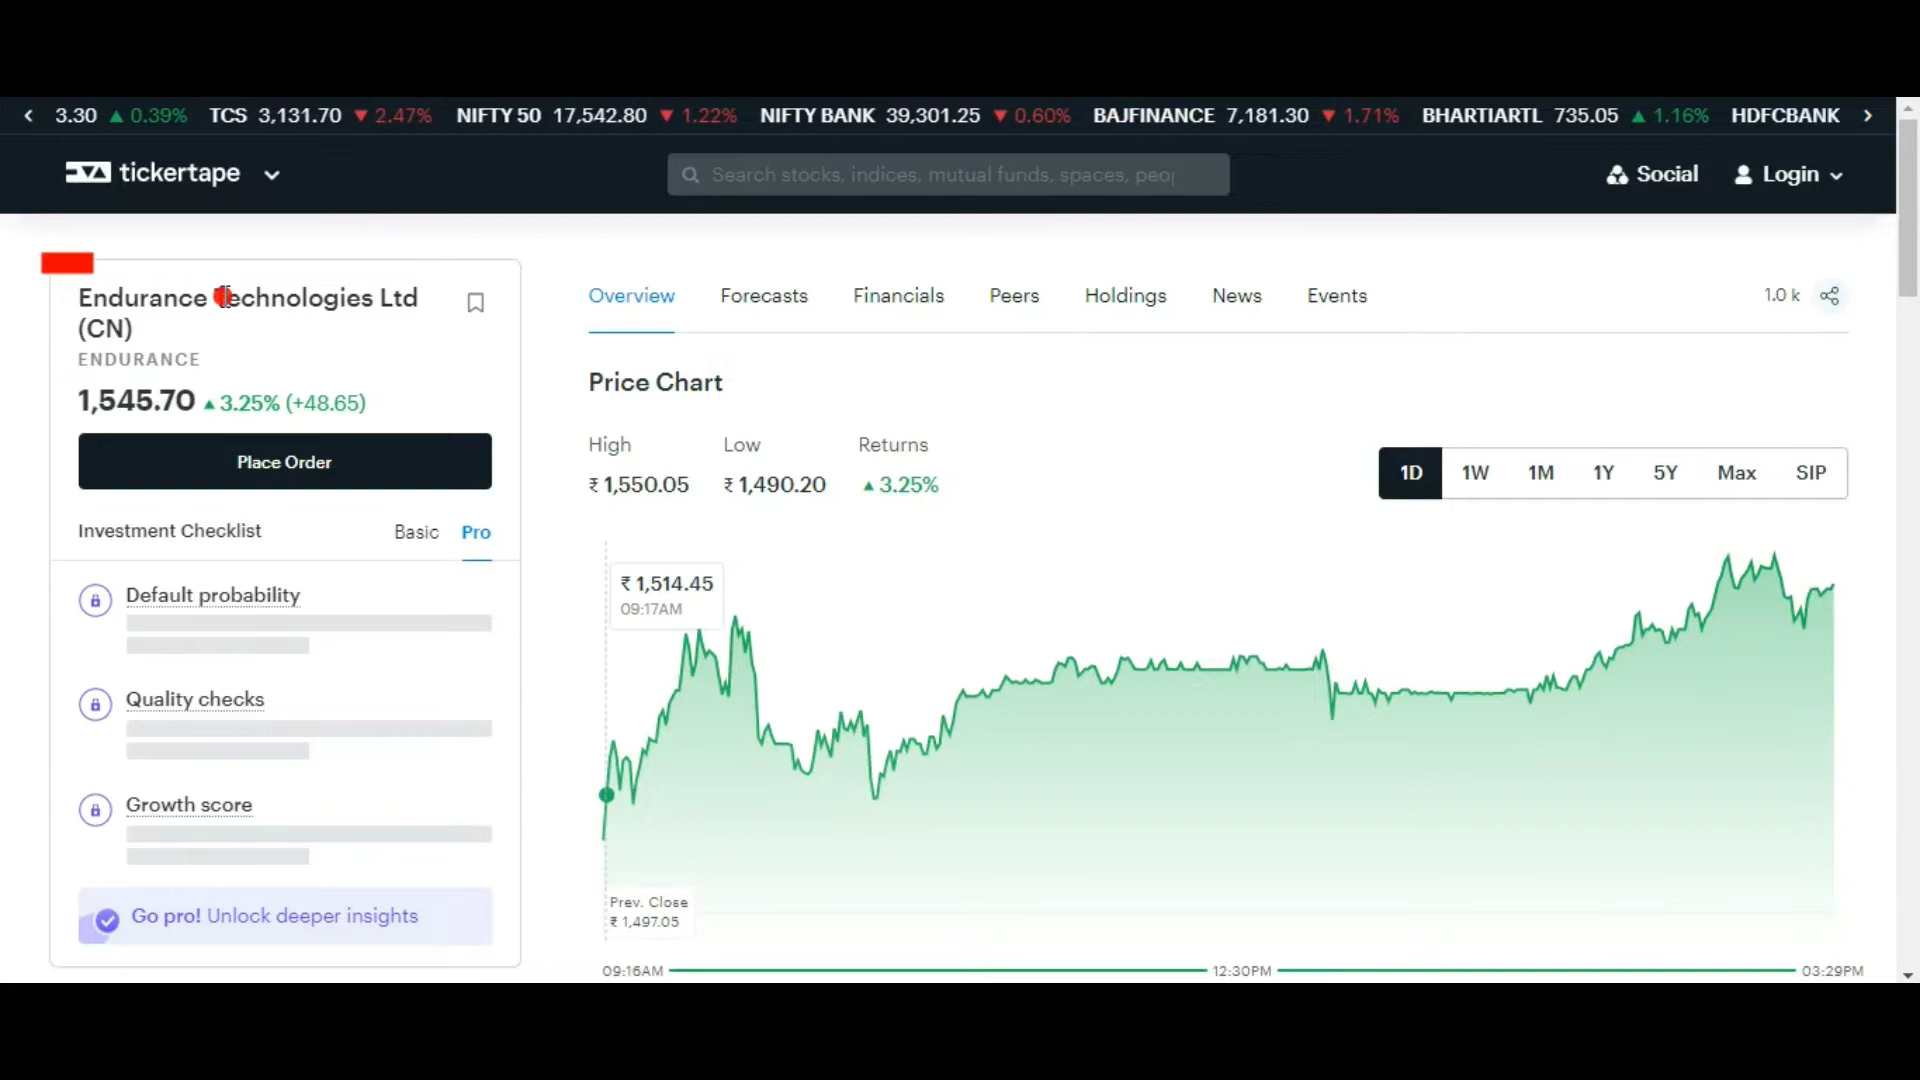 3.30 ▲ 0.39% TCS 3,131.70 ▼ 2.47% NIFTY 50 17,542.80 ▼ 1.22% NIFTY BANK 39,301.25 ▼ 0.60% BAJFINANCE 7,181.30 ▼ 1.71% BHARTIARTL 735.05 ▲ 1.16% HDFCBANK
tickertape
Search stocks, indices, mutual funds, spaces, peo
Social
Login
Endurance Technologies Ltd
(CN)
ENDURANCE
1,545.70 ▲ 3.25% (+48.65)
Place Order
Investment Checklist
Basic Pro
Default probability
Quality checks
Growth score
Go pro! Unlock deeper insights
Overview Forecasts Financials Peers Holdings News Events
1.0 k
Price Chart
High Low Returns
₹ 1,550.05 ₹ 1,490.20 ▲ 3.25%
1D 1W 1M 1Y 5Y Max SIP
₹ 1,514.45
09:17AM
Prev. Close
₹ 1,497.05
09:16AM 12:30PM 03:29PM